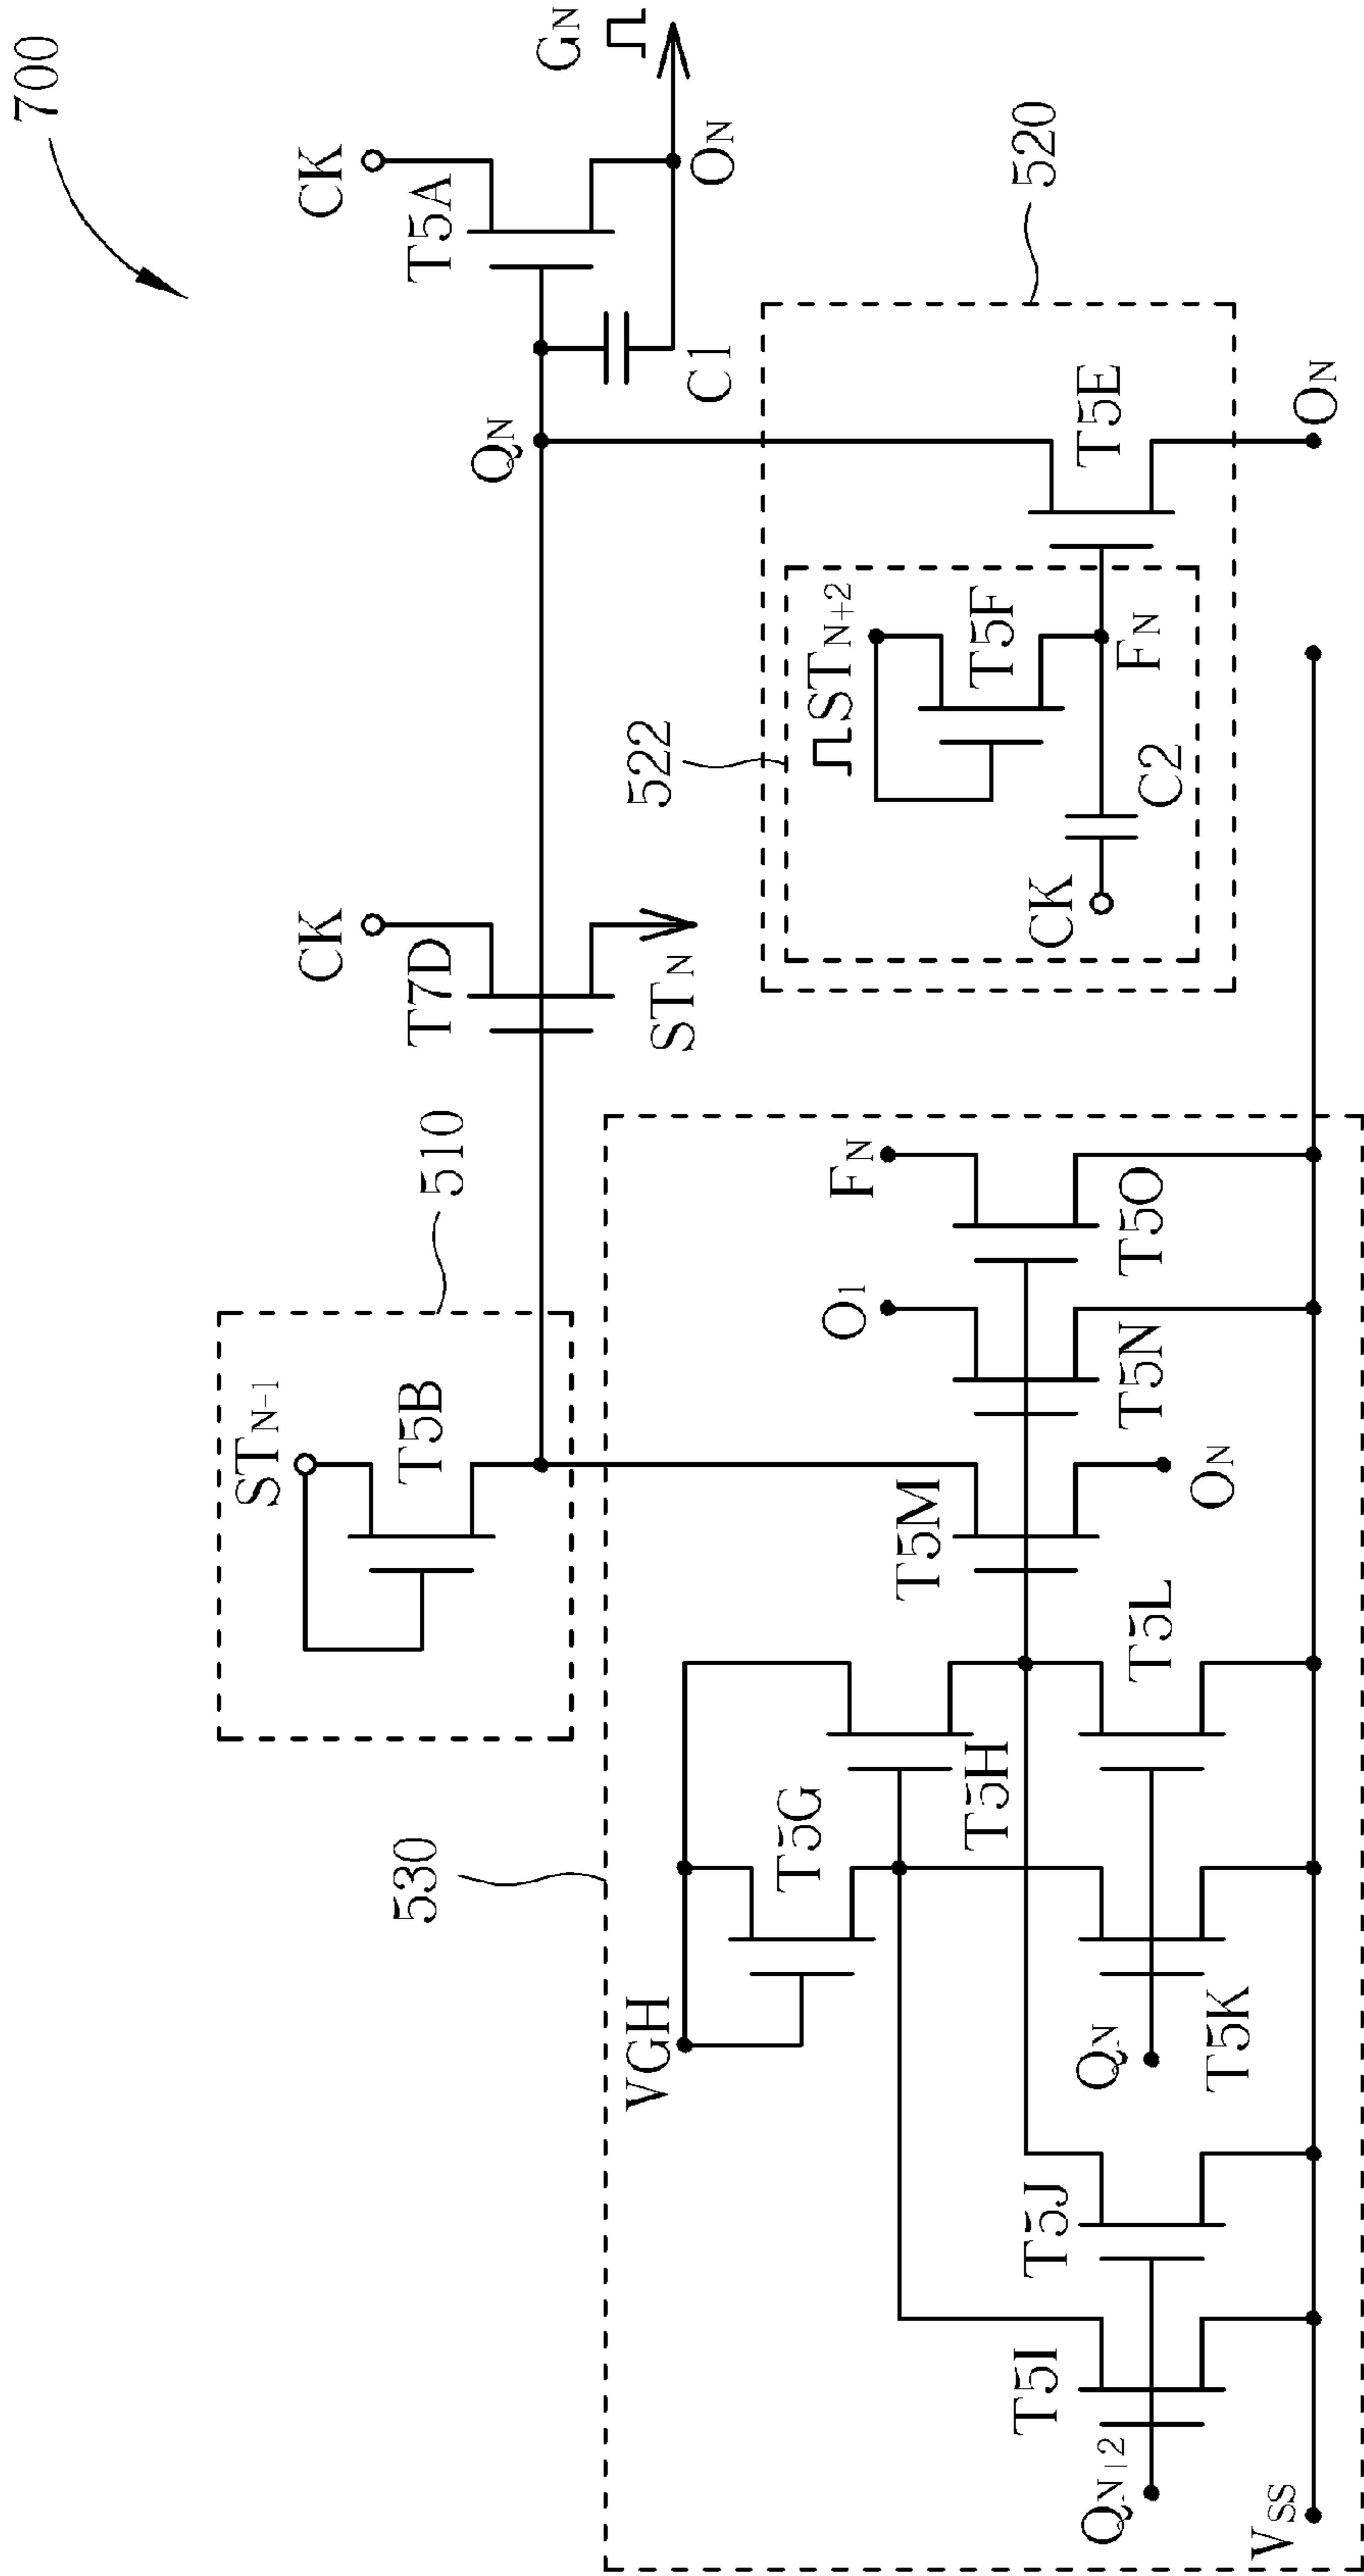 700
CK
T5A
GN
ON
C1
QN
CK
T7D
STN
510
STN-1
T5B
520
522
STN+2
T5F
T5E
FN
C2
CK
ON
530
VGH
T5G
T5H
T5M
ON
O1
T5N
FN
T5O
T5L
QN
T5K
T5J
T5I
QN|2
VSS